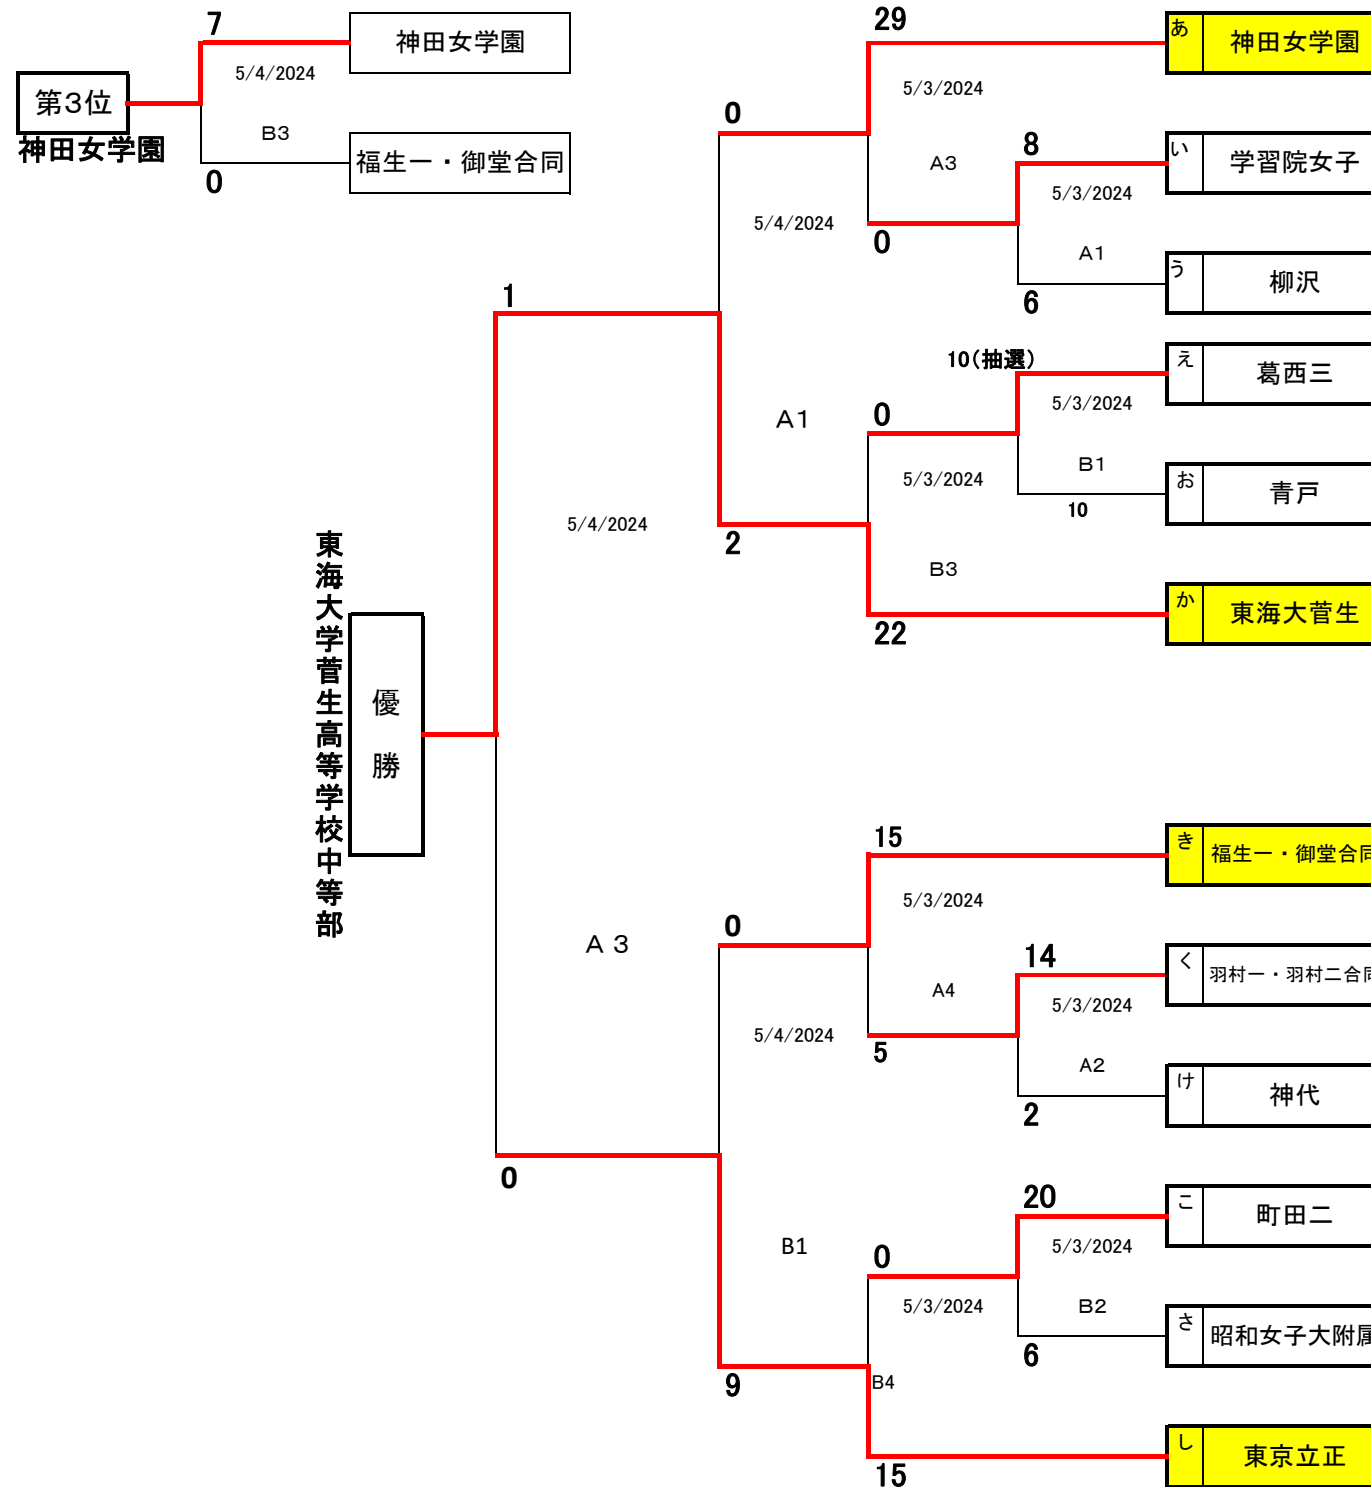 7
神田女学園
5/4/2024
第3位
B3
神田女学園
福生一・御堂合同
0
29
あ 神田女学園
5/3/2024
0
8
い 学習院女子
A3
5/3/2024
5/4/2024
0
A1
う 柳沢
1
6
10(抽選)
え 葛西三
5/3/2024
A1
0
B1
5/3/2024
お 青戸
10
5/4/2024
2
B3
か 東海大菅生
22
東海大学菅生高等学校中等部
優勝
15
き 福生一・御堂合同
5/3/2024
0
A 3
14
く 羽村一・羽村二合同
A4
5/3/2024
5/4/2024
5
A2
け 神代
2
0
20
こ 町田二
B1
0
5/3/2024
5/3/2024
B2
さ 昭和女子大附属
6
9
B4
し 東京立正
15